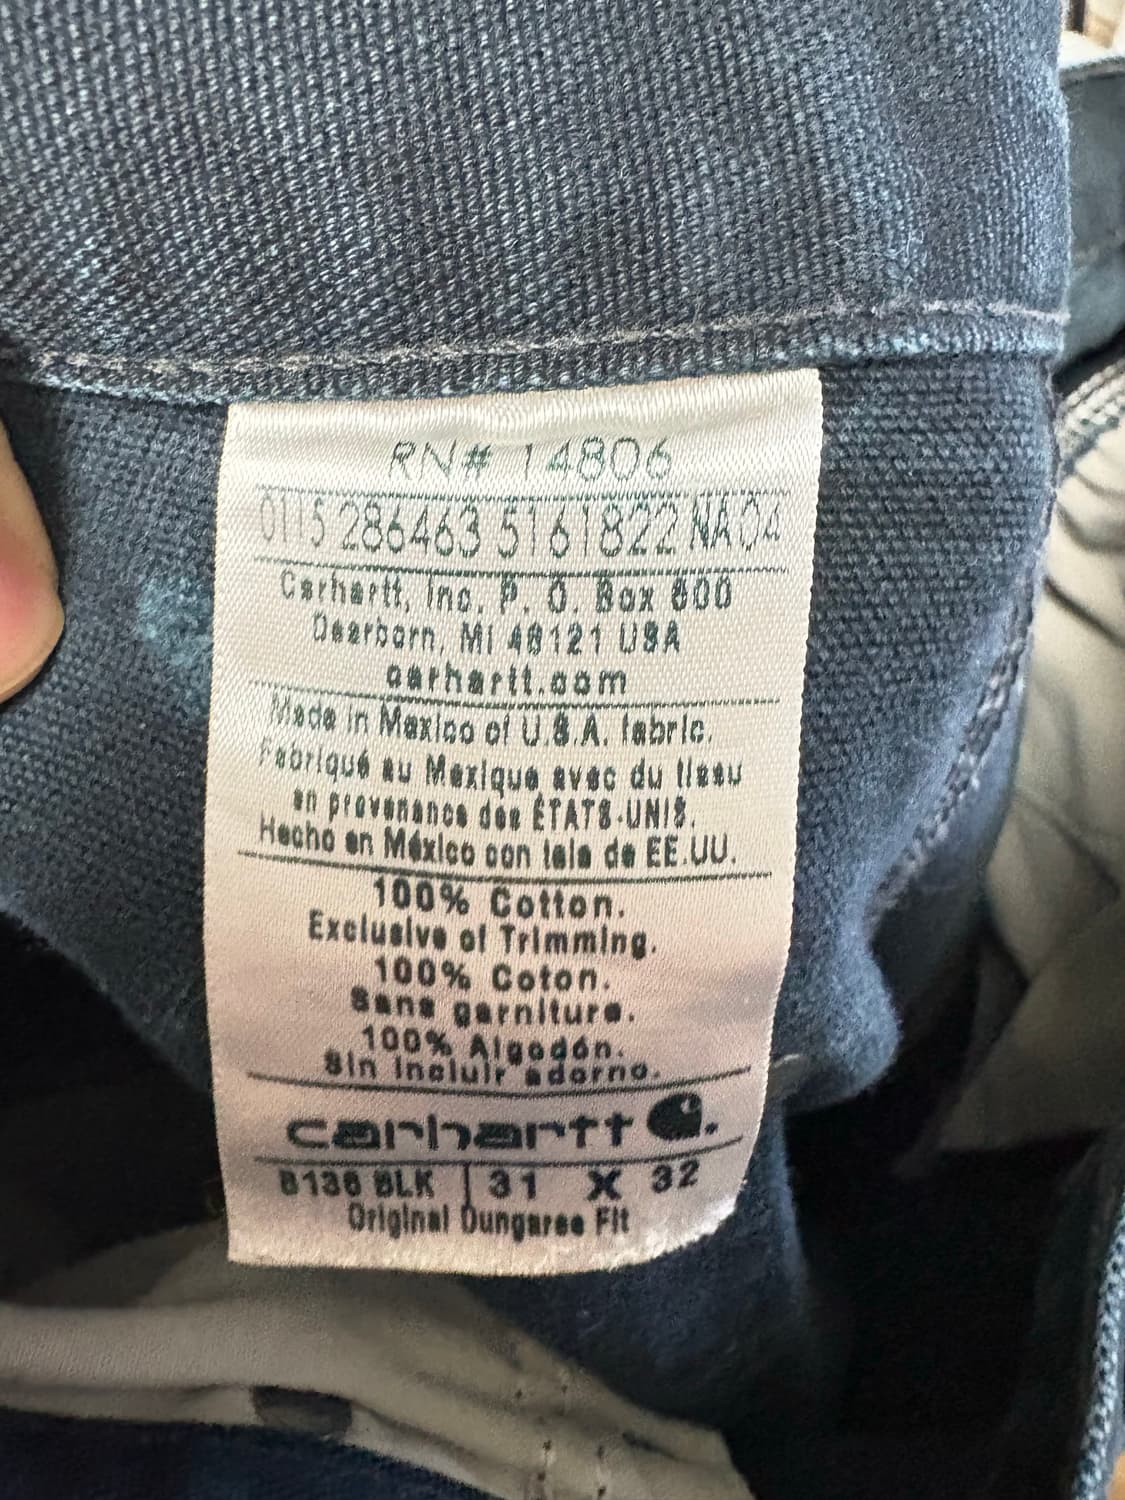 RN# 14806
0115 286463 5161822 NA 04
Carhartt, Inc. P. O. Box 600
Dearborn, MI 48121 USA
carhartt.com
Made in Mexico of U.S.A. fabric.
Fabriqué au Mexique avec du tissu
en provenance des ÉTATS-UNIS.
Hecho en México con tela de EE.UU.
100% Cotton.
Exclusive of Trimming.
100% Coton.
Sans garniture.
100% Algodón.
Sin incluir adorno.
carhartt
B136 BLK 31 X 32
Original Dungaree Fit